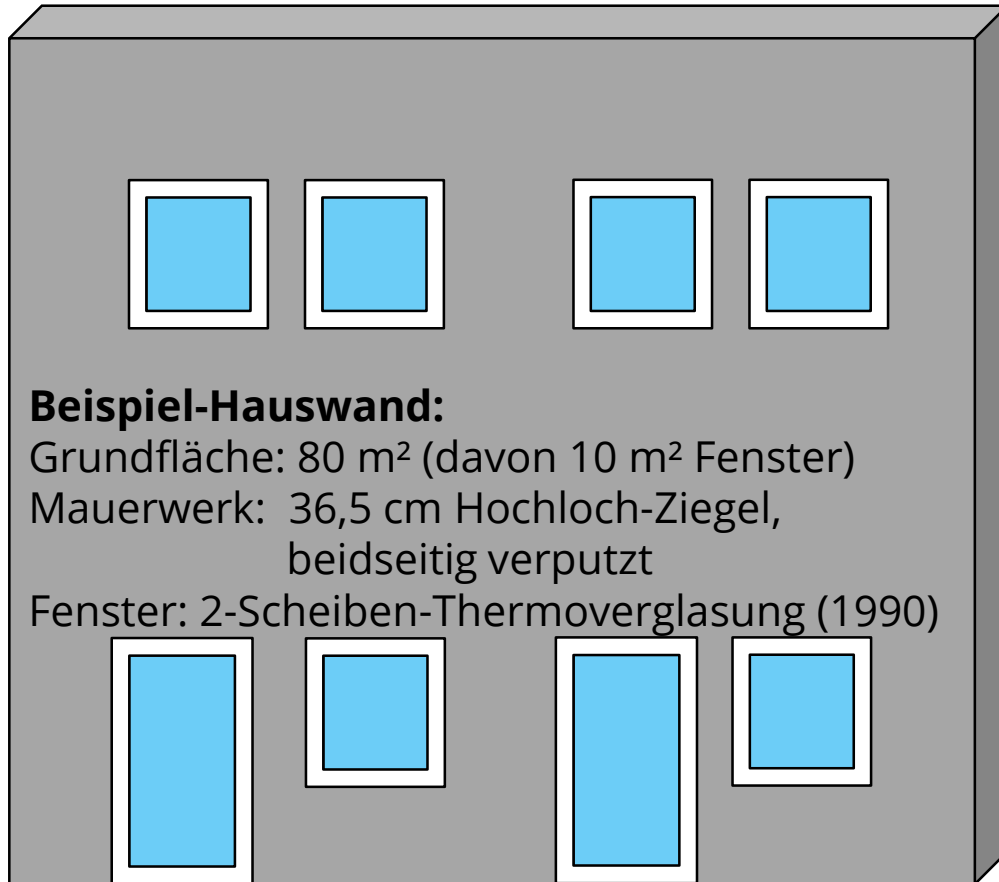 Beispiel-Hauswand:
Grundfläche: 80 m² (davon 10 m² Fenster)
Mauerwerk: 36,5 cm Hochloch-Ziegel,
beidseitig verputzt
Fenster: 2-Scheiben-Thermoverglasung (1990)